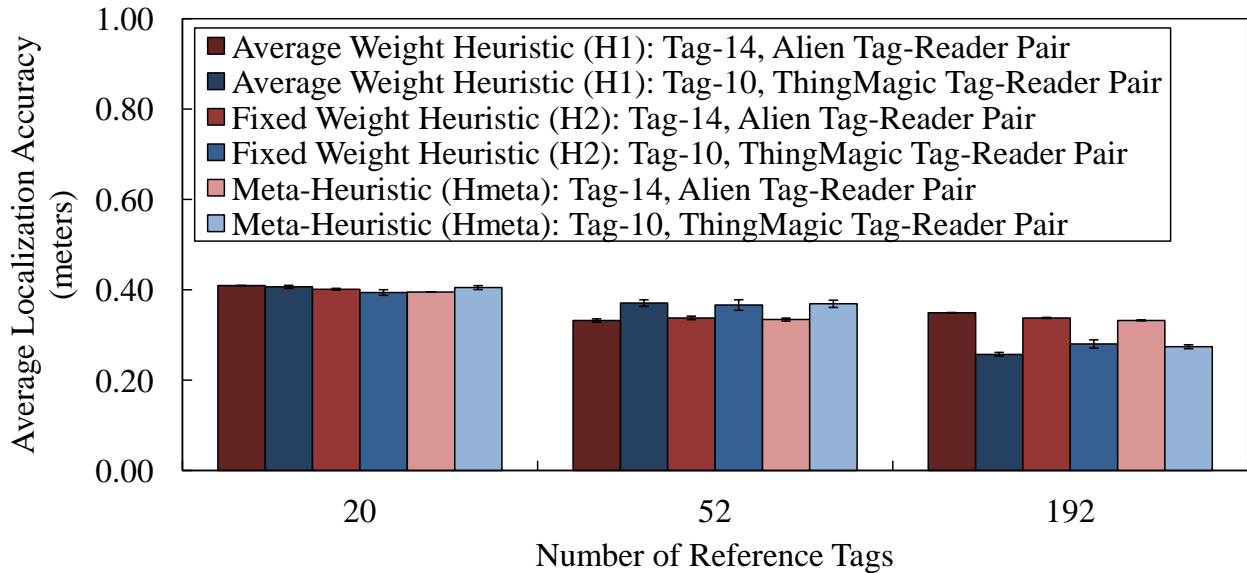 1.00
0.80
0.60
0.40
0.20
0.00
Average Localization Accuracy
(meters)
Average Weight Heuristic (H1): Tag-14, Alien Tag-Reader Pair
Average Weight Heuristic (H1): Tag-10, ThingMagic Tag-Reader Pair
Fixed Weight Heuristic (H2): Tag-14, Alien Tag-Reader Pair
Fixed Weight Heuristic (H2): Tag-10, ThingMagic Tag-Reader Pair
Meta-Heuristic (Hmeta): Tag-14, Alien Tag-Reader Pair
Meta-Heuristic (Hmeta): Tag-10, ThingMagic Tag-Reader Pair
20 52 192
Number of Reference Tags